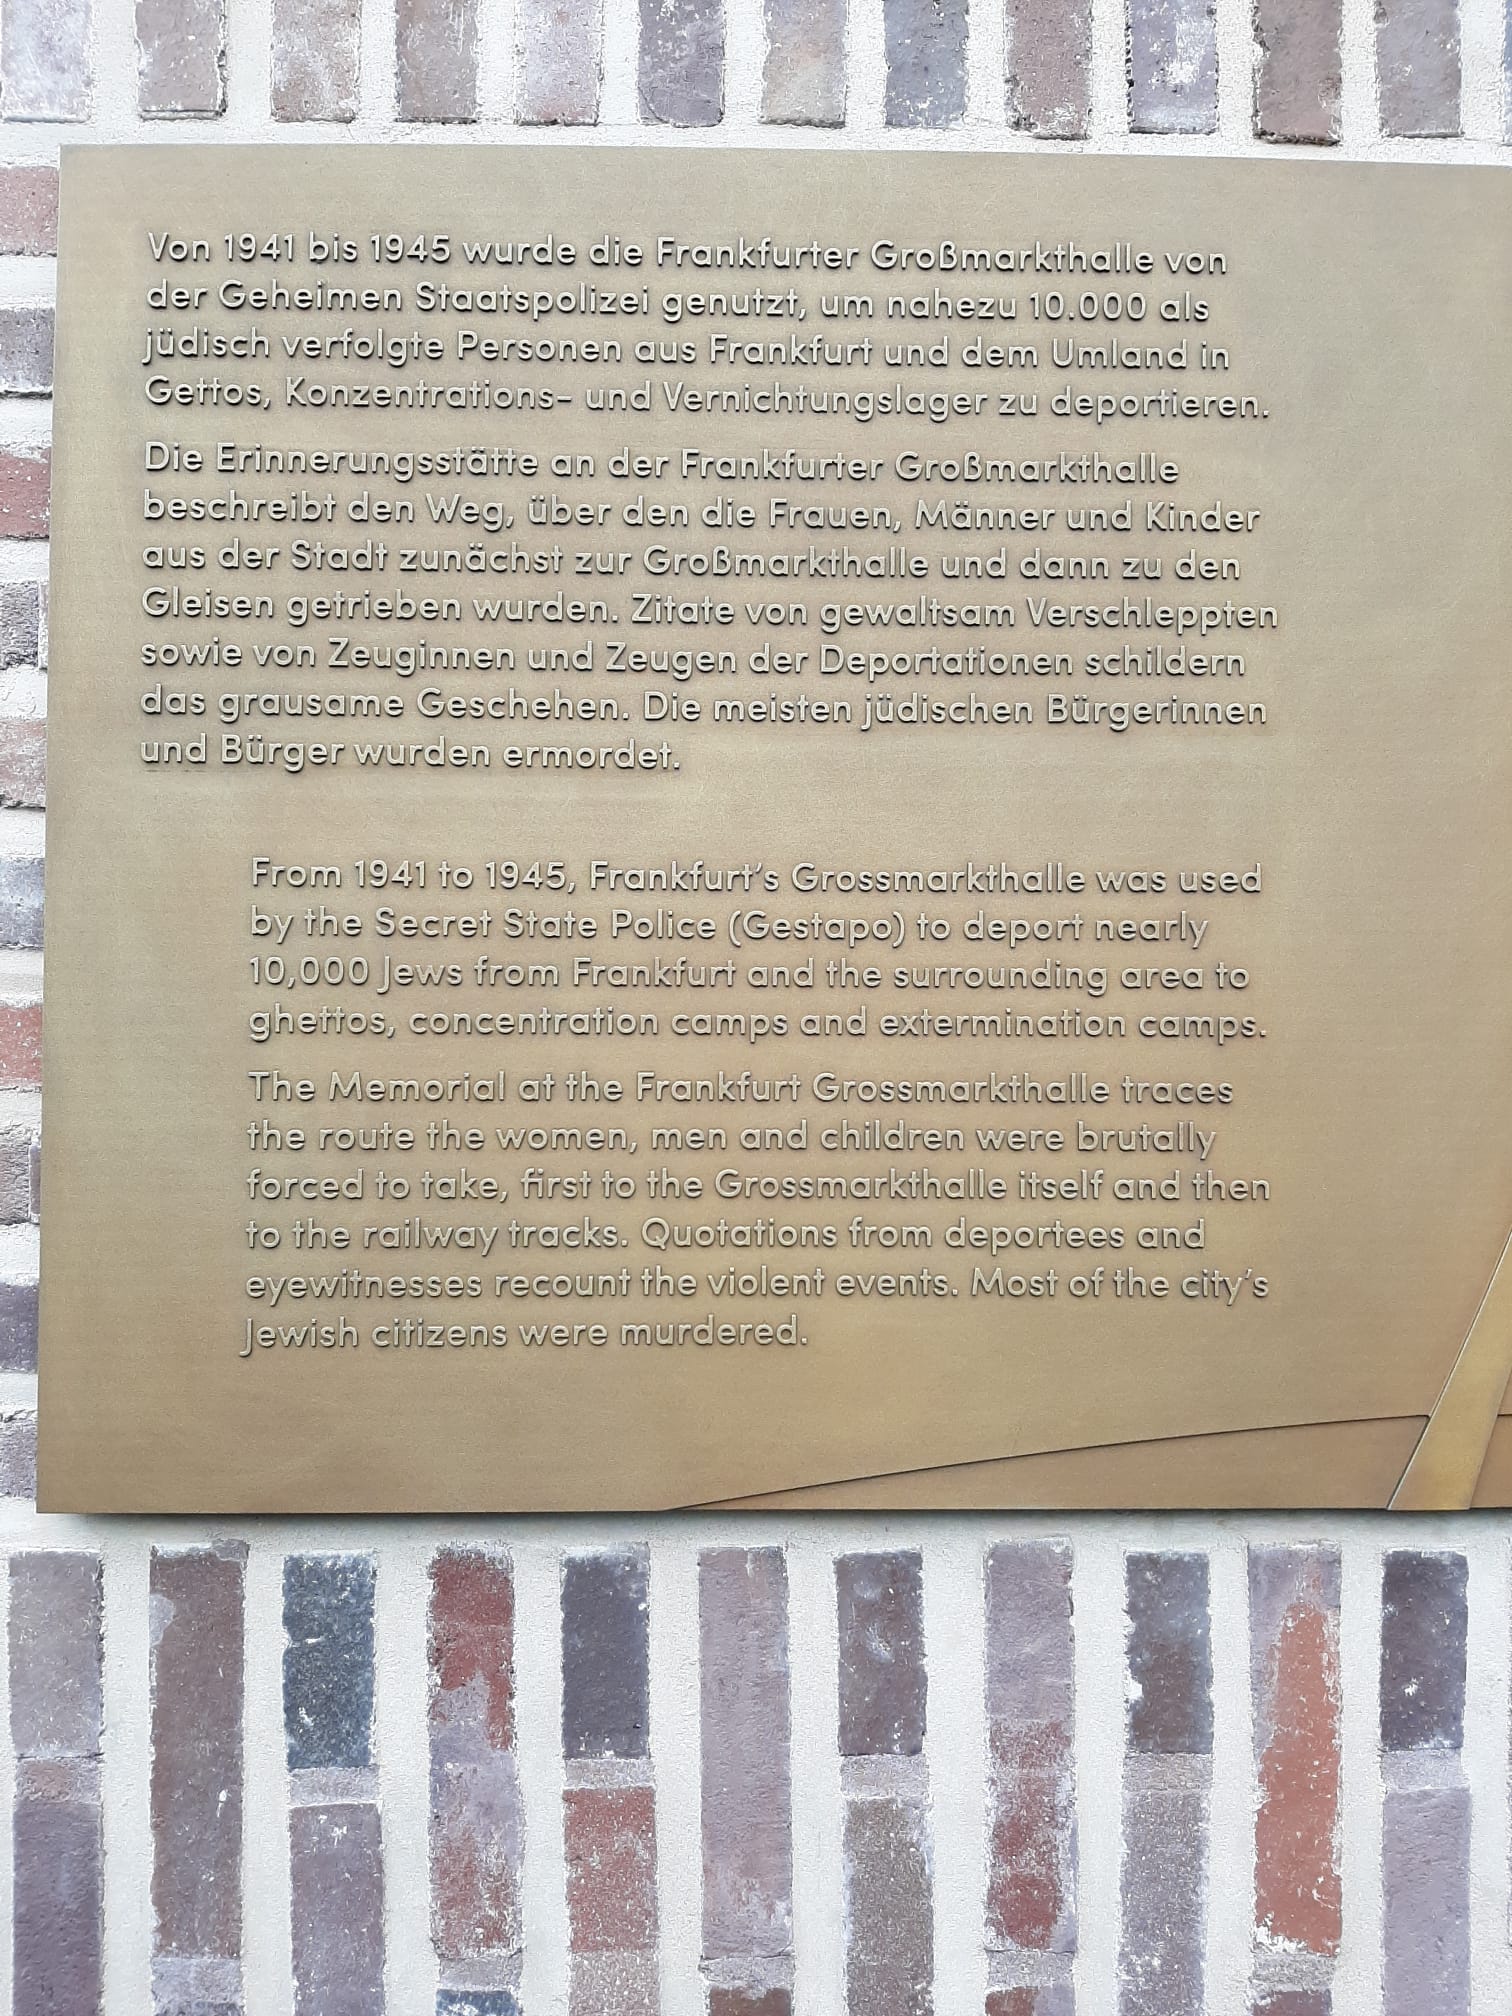 Von 1941 bis 1945 wurde die Frankfurter Großmarkthalle von
der Geheimen Staatspolizei genutzt, um nahezu 10.000 als
jüdisch verfolgte Personen aus Frankfurt und dem Umland in
Gettos, Konzentrations- und Vernichtungslager zu deportieren.
Die Erinnerungsstätte an der Frankfurter Großmarkthalle
beschreibt den Weg, über den die Frauen, Männer und Kinder
aus der Stadt zunächst zur Großmarkthalle und dann zu den
Gleisen getrieben wurden. Zitate von gewaltsam Verschleppten
sowie von Zeuginnen und Zeugen der Deportationen schildern
das grausame Geschehen. Die meisten jüdischen Bürgerinnen
und Bürger wurden ermordet.
From 1941 to 1945, Frankfurt's Grossmarkthalle was used
by the Secret State Police (Gestapo) to deport nearly
10,000 Jews from Frankfurt and the surrounding area to
ghettos, concentration camps and extermination camps.
The Memorial at the Frankfurt Grossmarkthalle traces
the route the women, men and children were brutally
forced to take, first to the Grossmarkthalle itself and then
to the railway tracks. Quotations from deportees and
eyewitnesses recount the violent events. Most of the city's
Jewish citizens were murdered.